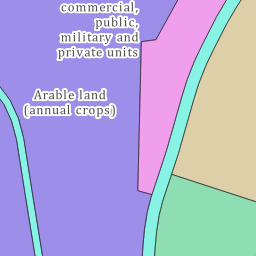 commercial,
public,
military and
private units
Arable land
(annual crops)